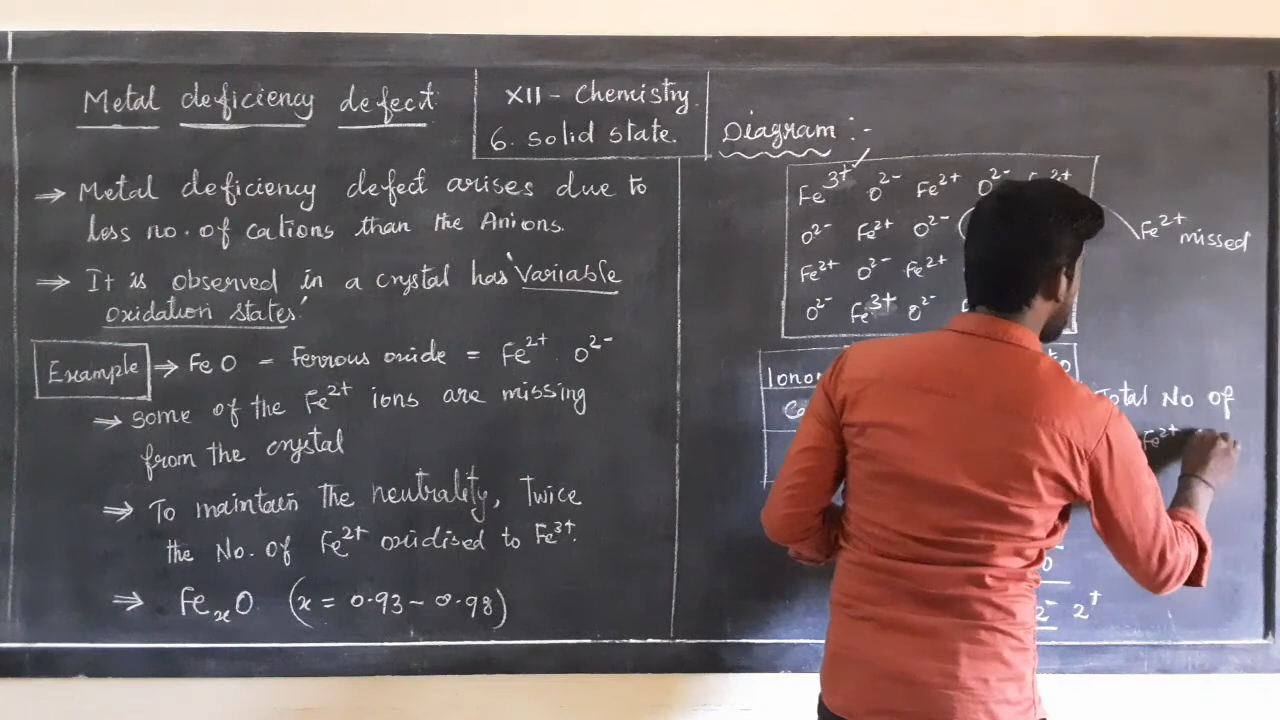 Metal deficiency defect
XII - Chemistry
6. Solid state.
⇒ Metal deficiency defect arises due to
less no. of cations than the Anions.
⇒ It is observed in a crystal has 'Variable
oxidation states'
Example ⇒ FeO - Ferrous oxide = Fe²⁺ O²⁻
⇒ some of the Fe²⁺ ions are missing
from the crystal
⇒ To maintain the neutrality, Twice
the No. of Fe²⁺ oxidised to Fe³⁺.
⇒ FeₓO (x = 0.93 - 0.98)
Diagram :-
Fe³⁺ O²⁻ Fe²⁺ O²⁻
O²⁻ Fe²⁺ O²⁻
Fe²⁺ O²⁻ Fe²⁺
O²⁻ Fe³⁺ O²⁻
Fe²⁺ missed
Total No of
Fe²⁺
2⁻ 2⁺